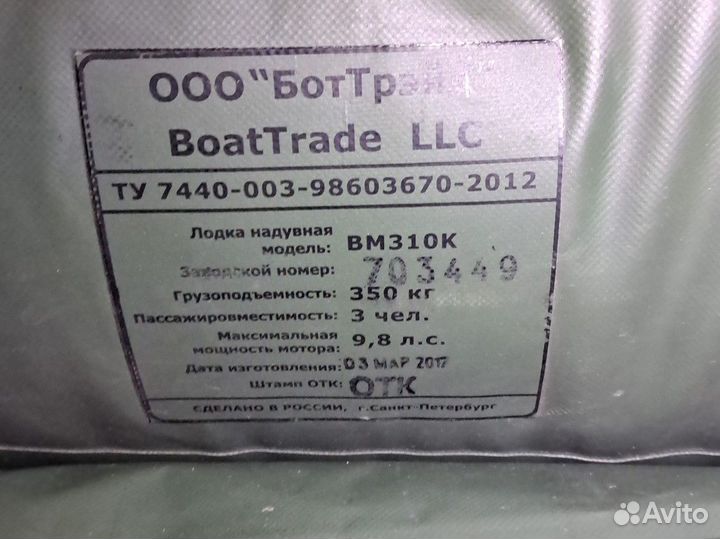 ООО "БотТрэйд"
BoatTrade LLC
ТУ 7440-003-98603670-2012
Лодка надувная
модель: ВМ310К
Заводской номер: 703449
Грузоподъемность: 350 кг
Пассажировместимость: 3 чел.
Максимальная
мощность мотора: 9,8 л.с.
Дата изготовления: 03 МАР 2017
Штамп ОТК: ОТК
СДЕЛАНО В РОССИИ, г.Санкт-Петербург
Avito